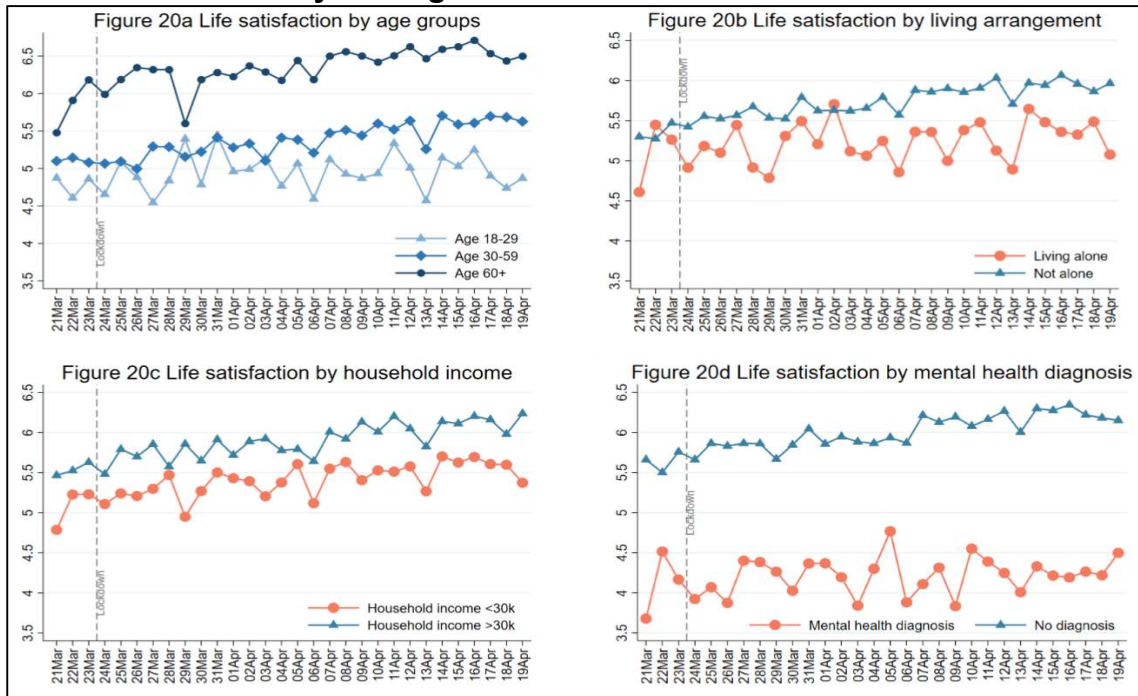 Figure 20a Life satisfaction by age groups
6.5
6
5.5
5
4.5
4
3.5
Lockdown
Age 18-29
Age 30-59
Age 60+
21Mar 22Mar 23Mar 24Mar 25Mar 26Mar 27Mar 28Mar 29Mar 30Mar 31Mar 01Apr 02Apr 03Apr 04Apr 05Apr 06Apr 07Apr 08Apr 09Apr 10Apr 11Apr 12Apr 13Apr 14Apr 15Apr 16Apr 17Apr 18Apr 19Apr
Figure 20b Life satisfaction by living arrangement
6.5
6
5.5
5
4.5
4
3.5
Lockdown
Living alone
Not alone
21Mar 22Mar 23Mar 24Mar 25Mar 26Mar 27Mar 28Mar 29Mar 30Mar 31Mar 01Apr 02Apr 03Apr 04Apr 05Apr 06Apr 07Apr 08Apr 09Apr 10Apr 11Apr 12Apr 13Apr 14Apr 15Apr 16Apr 17Apr 18Apr 19Apr
Figure 20c Life satisfaction by household income
6.5
6
5.5
5
4.5
4
3.5
Lockdown
Household income <30k
Household income >30k
21Mar 22Mar 23Mar 24Mar 25Mar 26Mar 27Mar 28Mar 29Mar 30Mar 31Mar 01Apr 02Apr 03Apr 04Apr 05Apr 06Apr 07Apr 08Apr 09Apr 10Apr 11Apr 12Apr 13Apr 14Apr 15Apr 16Apr 17Apr 18Apr 19Apr
Figure 20d Life satisfaction by mental health diagnosis
6.5
6
5.5
5
4.5
4
3.5
Lockdown
Mental health diagnosis No diagnosis
21Mar 22Mar 23Mar 24Mar 25Mar 26Mar 27Mar 28Mar 29Mar 30Mar 31Mar 01Apr 02Apr 03Apr 04Apr 05Apr 06Apr 07Apr 08Apr 09Apr 10Apr 11Apr 12Apr 13Apr 14Apr 15Apr 16Apr 17Apr 18Apr 19Apr